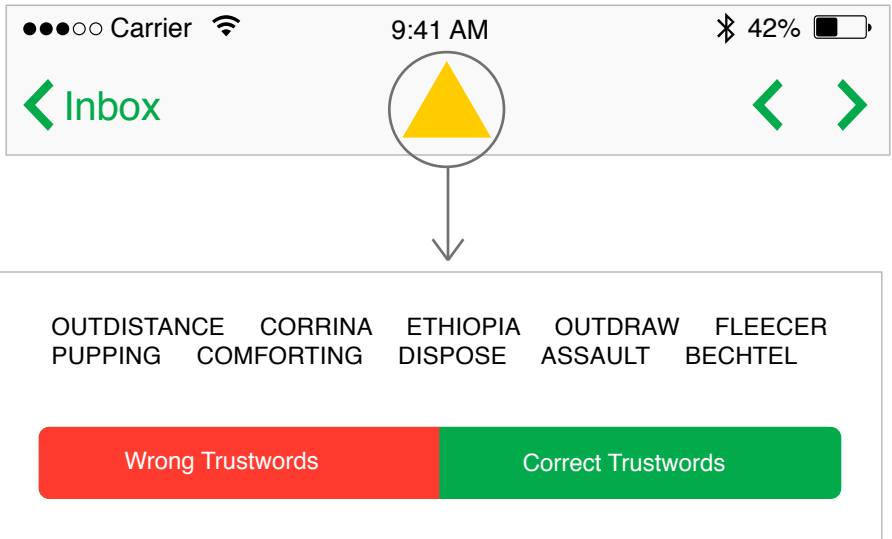 Carrier 9:41 AM 42%
Inbox
OUTDISTANCE CORRINA ETHIOPIA OUTDRAW FLEECER
PUPPING COMFORTING DISPOSE ASSAULT BECHTEL
Wrong Trustwords Correct Trustwords